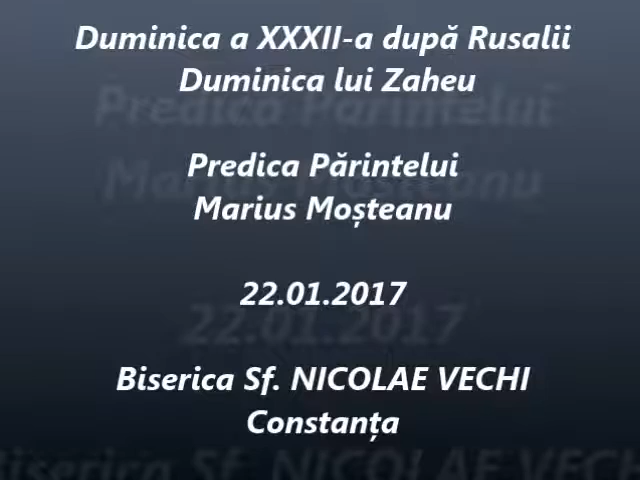 Duminica a XXXII-a după Rusalii
Duminica lui Zaheu
Predica Părintelui
Marius Moșteanu
22.01.2017
Biserica Sf. NICOLAE VECHI
Constanța